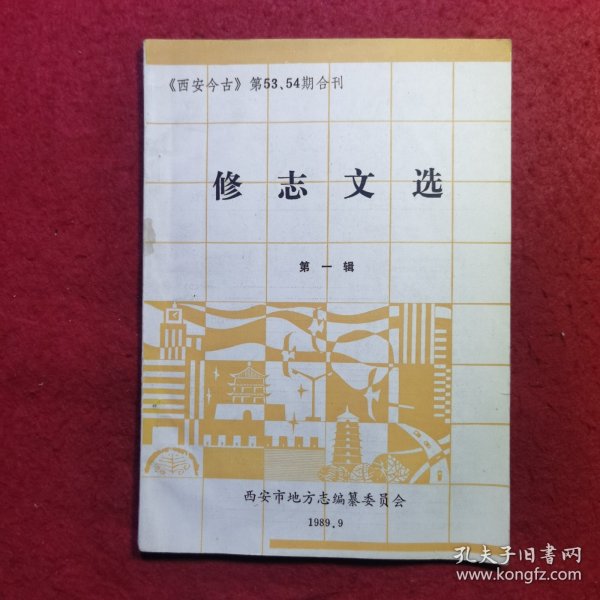 《西安今古》第53、54期合刊
修志文选
第一辑
西安市地方志编纂委员会
1989.9
孔夫子旧书网
www.kongfz.com